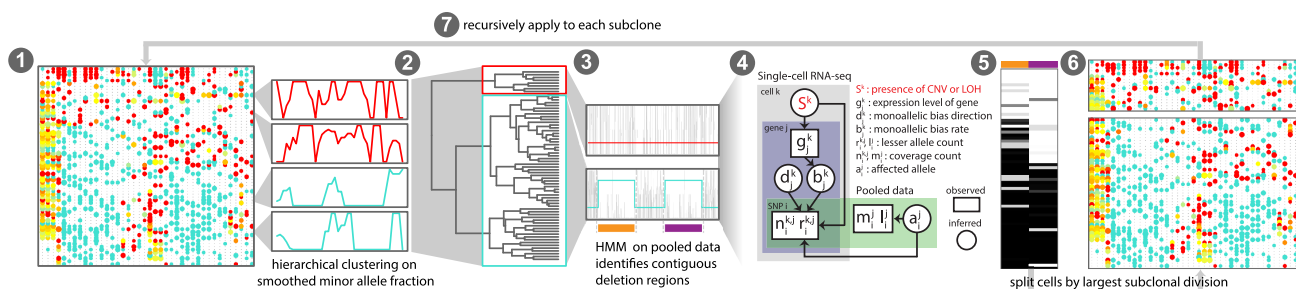 7 recursively apply to each subclone
1
2
3
4
5
6
hierarchical clustering on
smoothed minor allele fraction
HMM on pooled data
identifies contiguous
deletion regions
Single-cell RNA-seq
cell k
S^k
gene j
g_j^k
d_j^k b_j^k
SNP i
n_i^{k,j} r_i^{k,j}
S^k : presence of CNV or LOH
g_j^k : expression level of gene
d_j^k : monoallelic bias direction
b_j^k : monoallelic bias rate
r_i^{k,j}, l_i^j : lesser allele count
n_i^{k,j}, m_i^j : coverage count
a_i^j : affected allele
Pooled data
m_i^j l_i^j
a_i^j
observed
inferred
split cells by largest subclonal division